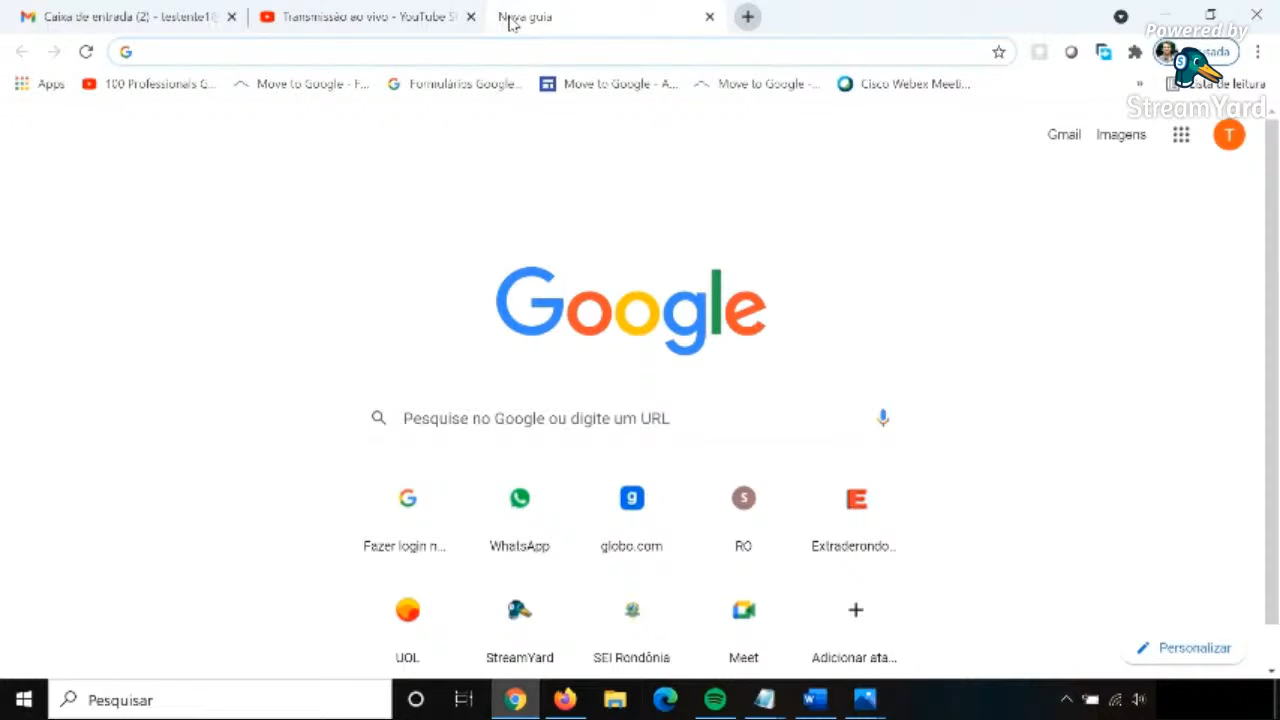 Caixa de entrada (2) - testente18
Transmissão ao vivo - YouTube S
Nova guia
Powered by
StreamYard
Apps
100 Professionals G...
Move to Google - F...
Formulários Google...
Move to Google - A...
Move to Google -...
Cisco Webex Meeti...
»
Lista de leitura
Gmail
Imagens
T
Google
Pesquise no Google ou digite um URL
Fazer login n...
WhatsApp
globo.com
RO
Extraderondo...
UOL
StreamYard
SEI Rondônia
Meet
Adicionar ata...
Personalizar
Pesquisar